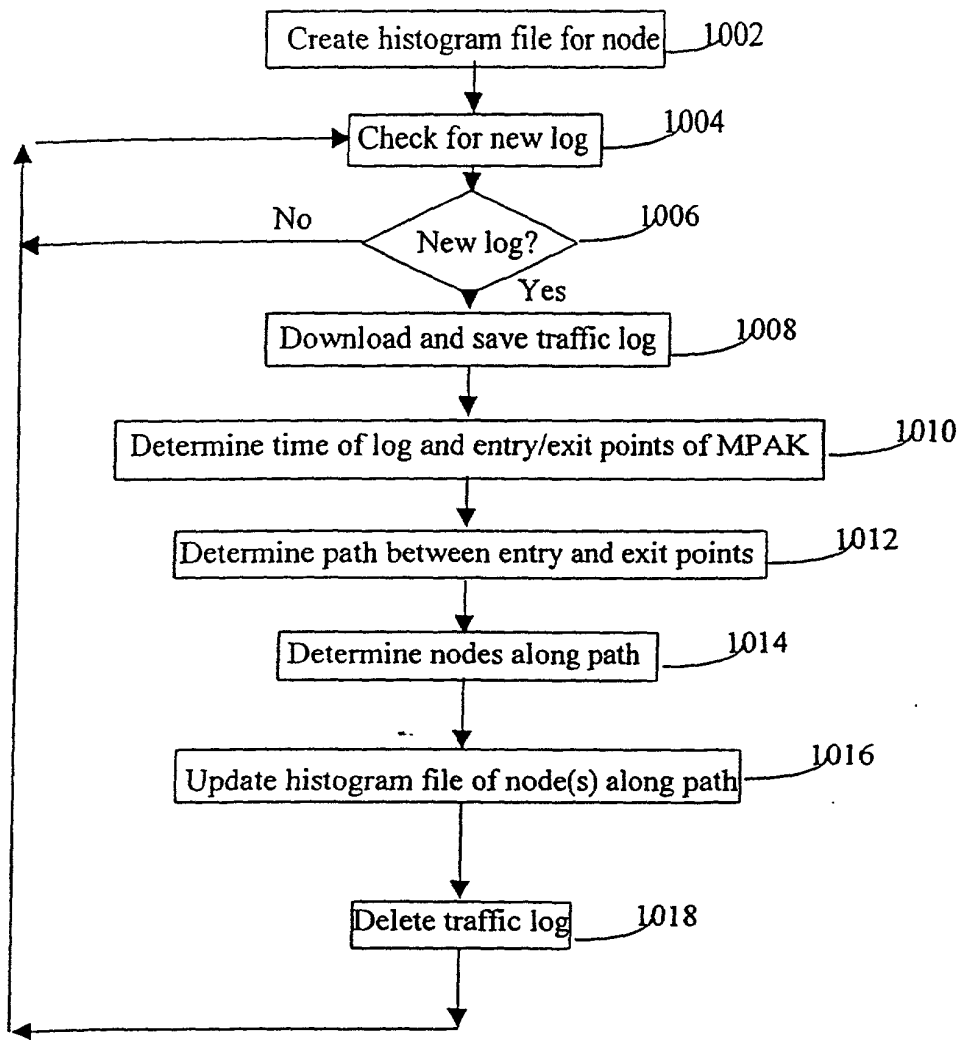 Create histogram file for node
1002
Check for new log
1004
No
New log?
1006
Yes
Download and save traffic log
1008
Determine time of log and entry/exit points of MPAK
1010
Determine path between entry and exit points
1012
Determine nodes along path
1014
Update histogram file of node(s) along path
1016
Delete traffic log
1018